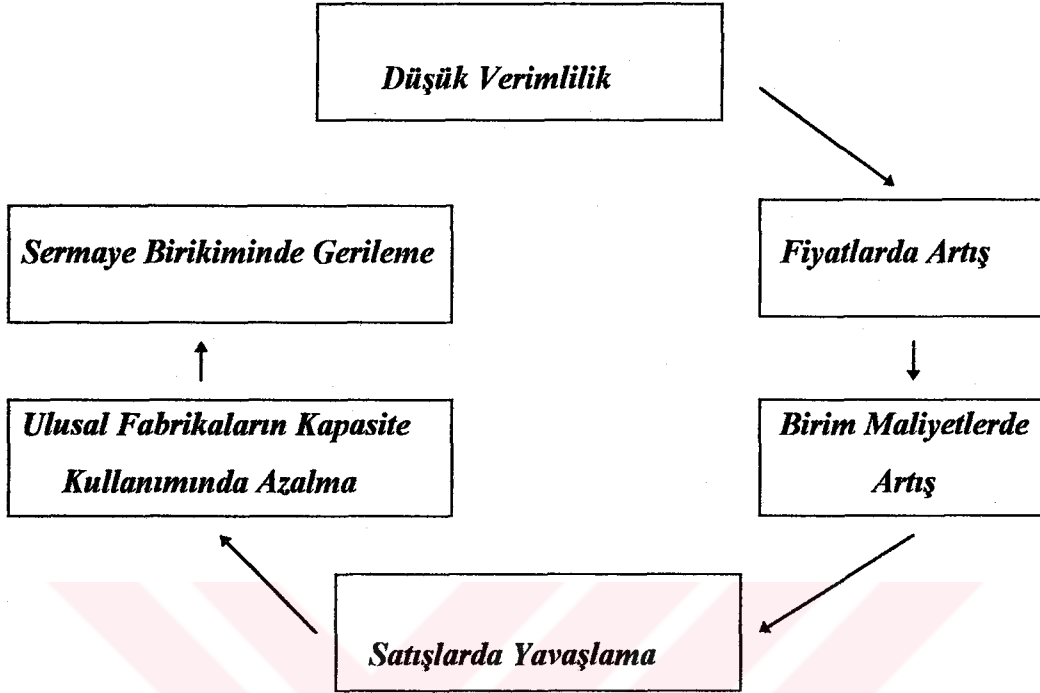 Düşük Verimlilik
Sermaye Birikiminde Gerileme
Fiyatlarda Artış
Ulusal Fabrikaların Kapasite
Kullanımında Azalma
Birim Maliyetlerde
Artış
Satışlarda Yavaşlama